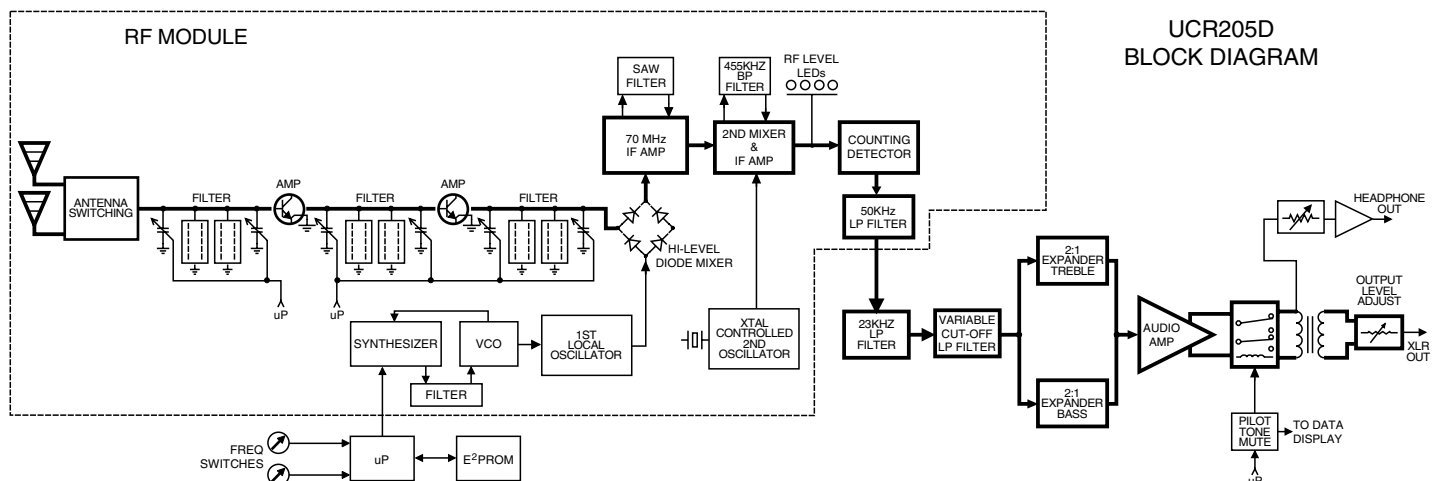 RF MODULE
UCR205D
BLOCK DIAGRAM
SAW
FILTER
455KHZ
BP
FILTER
RF LEVEL
LEDs
70 MHz
IF AMP
2ND MIXER
&
IF AMP
COUNTING
DETECTOR
ANTENNA
SWITCHING
FILTER
AMP
FILTER
AMP
FILTER
50KHz
LP FILTER
HEADPHONE
OUT
HI-LEVEL
DIODE MIXER
2:1
EXPANDER
TREBLE
uP
uP
SYNTHESIZER
VCO
1ST
LOCAL
OSCILLATOR
XTAL
CONTROLLED
2ND
OSCILLATOR
23KHZ
LP
FILTER
VARIABLE
CUT-OFF
LP FILTER
AUDIO
AMP
OUTPUT
LEVEL
ADJUST
XLR
OUT
FILTER
2:1
EXPANDER
BASS
FREQ
SWITCHES
uP
E²PROM
PILOT
TONE
MUTE
TO DATA
DISPLAY
uP